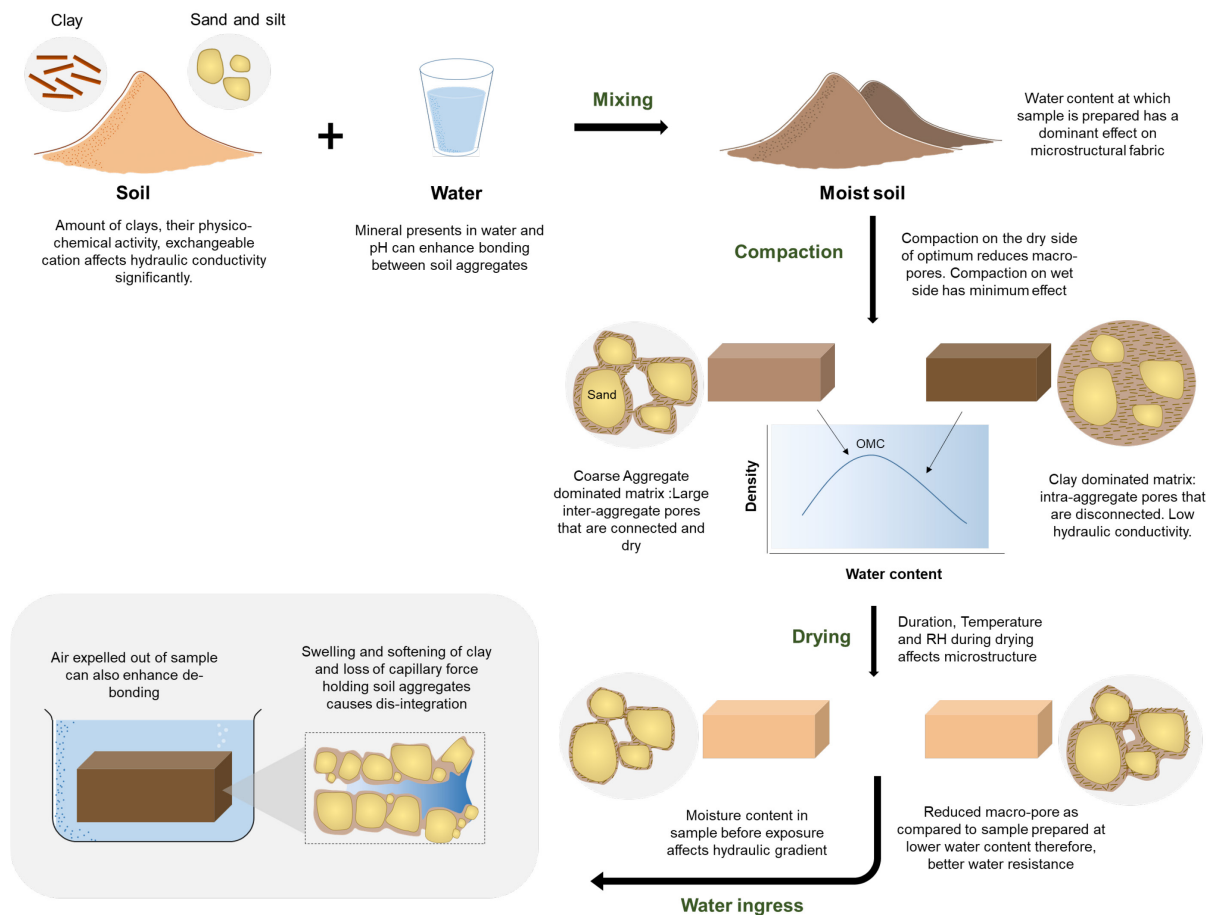 Clay
Sand and silt
Soil
Amount of clays, their physico-
chemical activity, exchangeable
cation affects hydraulic conductivity
significantly.
+
Water
Mineral presents in water and
pH can enhance bonding
between soil aggregates
Mixing
Moist soil
Water content at which
sample is prepared has a
dominant effect on
microstructural fabric
Compaction
Compaction on the dry side
of optimum reduces macro-
pores. Compaction on wet
side has minimum effect
Sand
Coarse Aggregate
dominated matrix :Large
inter-aggregate pores
that are connected and
dry
OMC
Density
Water content
Clay dominated matrix:
intra-aggregate pores that
are disconnected. Low
hydraulic conductivity.
Drying
Duration, Temperature
and RH during drying
affects microstructure
Moisture content in
sample before exposure
affects hydraulic gradient
Reduced macro-pore as
compared to sample prepared at
lower water content therefore,
better water resistance
Water ingress
Air expelled out of sample
can also enhance de-
bonding
Swelling and softening of clay
and loss of capillary force
holding soil aggregates
causes dis-integration